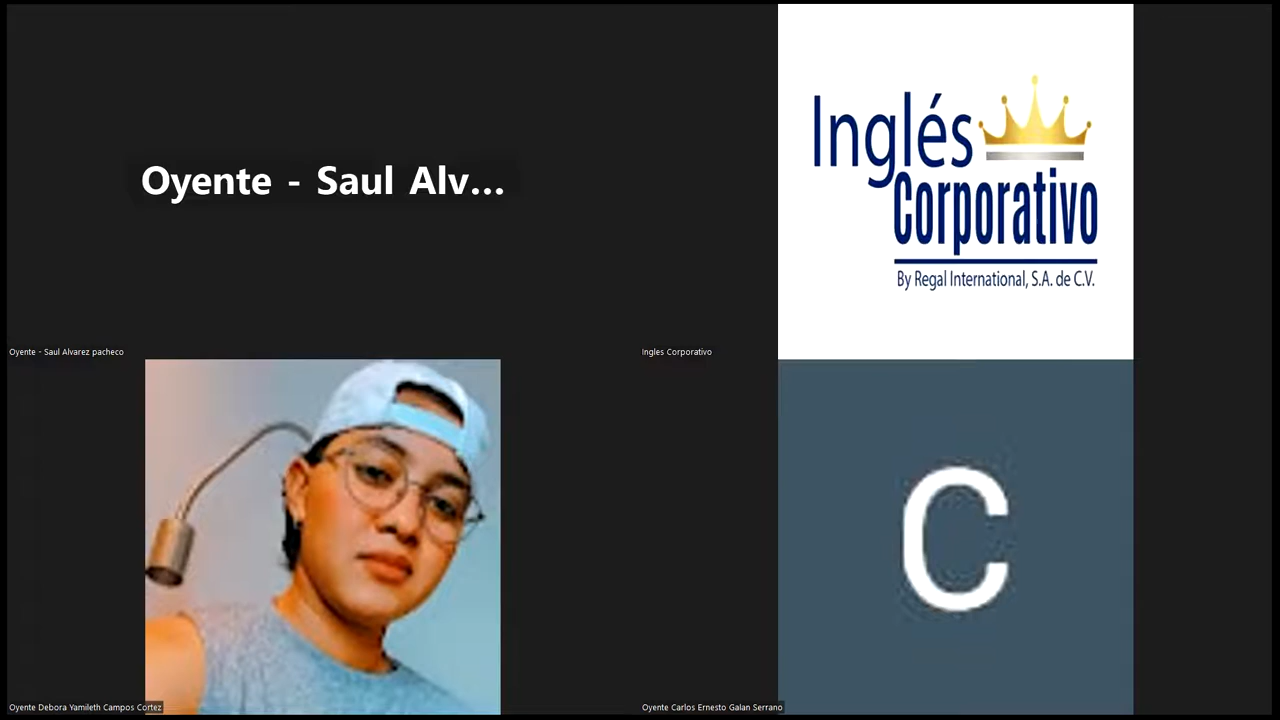 Oyente - Saul Alv...
Oyente - Saul Alvarez pacheco
Inglés
Corporativo
By Regal International, S.A. de C.V.
Ingles Corporativo
Oyente Debora Yamileth Campos Cortez
C
Oyente Carlos Ernesto Galan Serrano